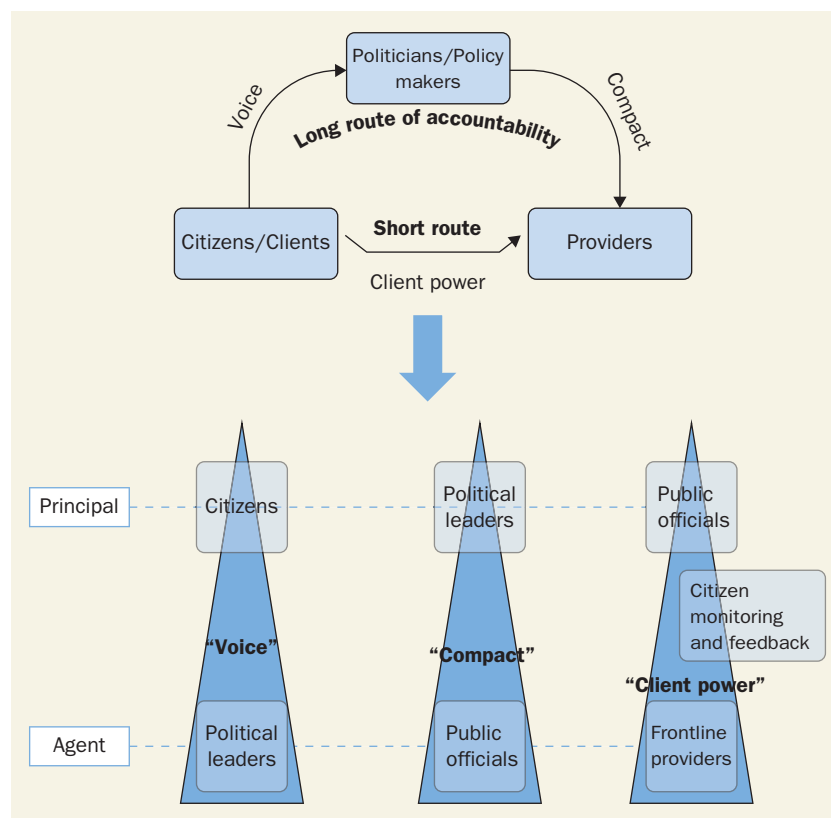 Politicians/Policy
makers
Voice
Compact
Long route of accountability
Citizens/Clients
Short route
Client power
Providers
Principal
Citizens
Political
leaders
Public
officials
Citizen
monitoring
and feedback
“Voice”
“Compact”
“Client power”
Agent
Political
leaders
Public
officials
Frontline
providers